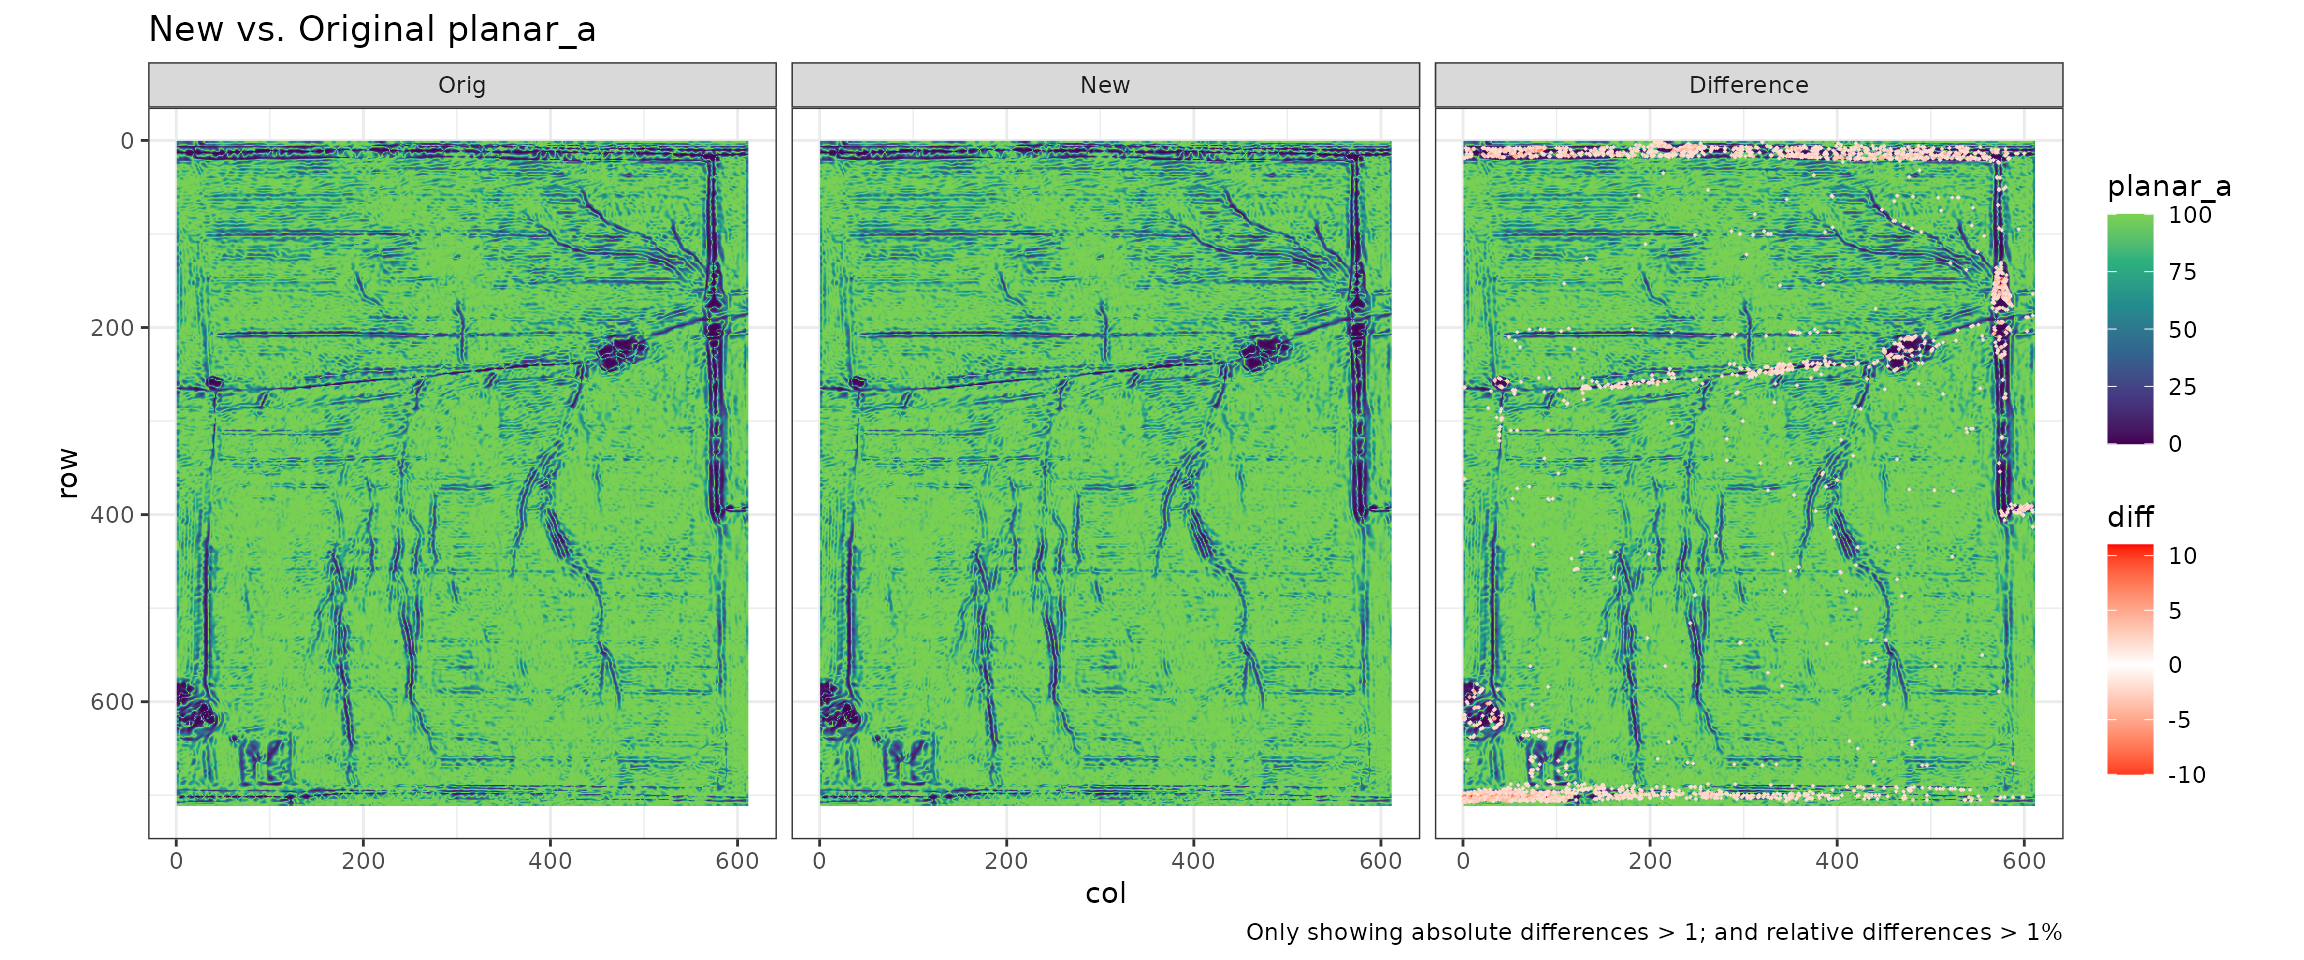 New vs. Original planar_a
Orig
New
Difference
0
200
400
600
row
0 200 400 600
0 200 400 600
0 200 400 600
col
planar_a
100
75
50
25
0
diff
10
5
0
-5
-10
Only showing absolute differences > 1; and relative differences > 1%